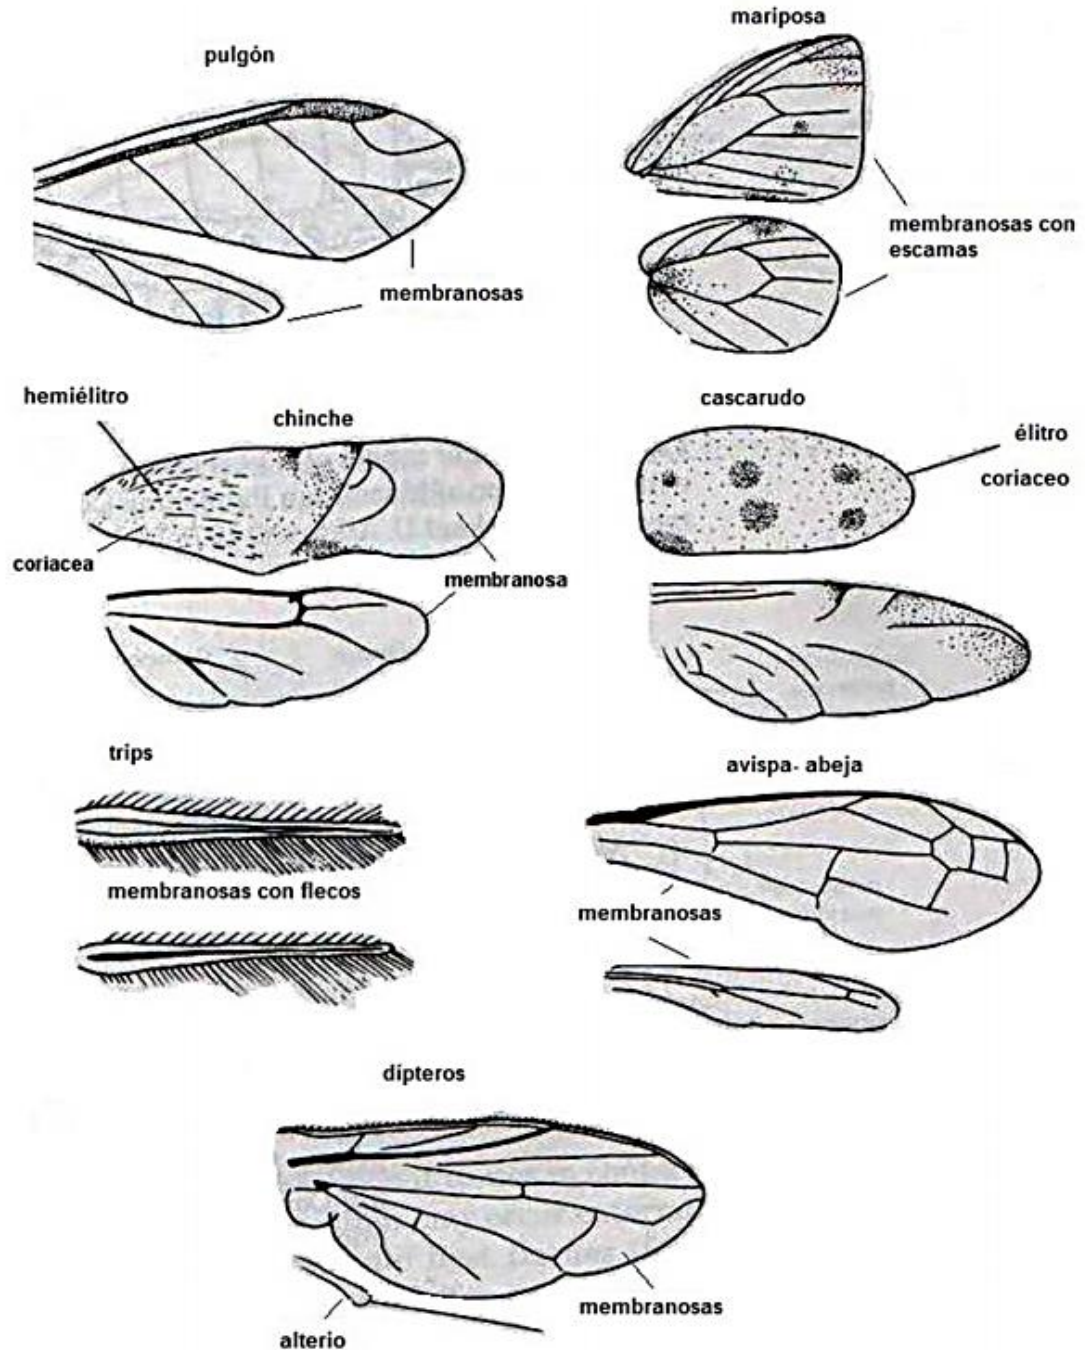 pulgón
mariposa
membranosas
membranosas con
escamas
hemiélitro
chinche
coriacea
membranosa
cascarudo
élitro
coriaceo
trips
membranosas con flecos
avispa- abeja
membranosas
dípteros
membranosas
alterio